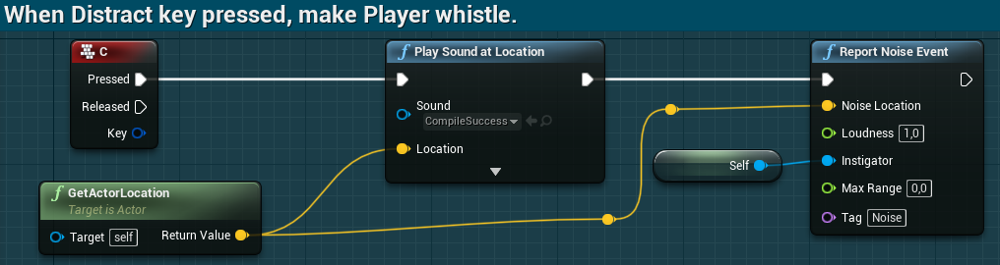 When Distract key pressed, make Player whistle.
C
Pressed
Released
Key
f Play Sound at Location
Sound
CompileSuccess
Location
f Report Noise Event
Noise Location
Loudness 1,0
Instigator
Max Range 0,0
Tag Noise
Self
f GetActorLocation
Target is Actor
Target self Return Value